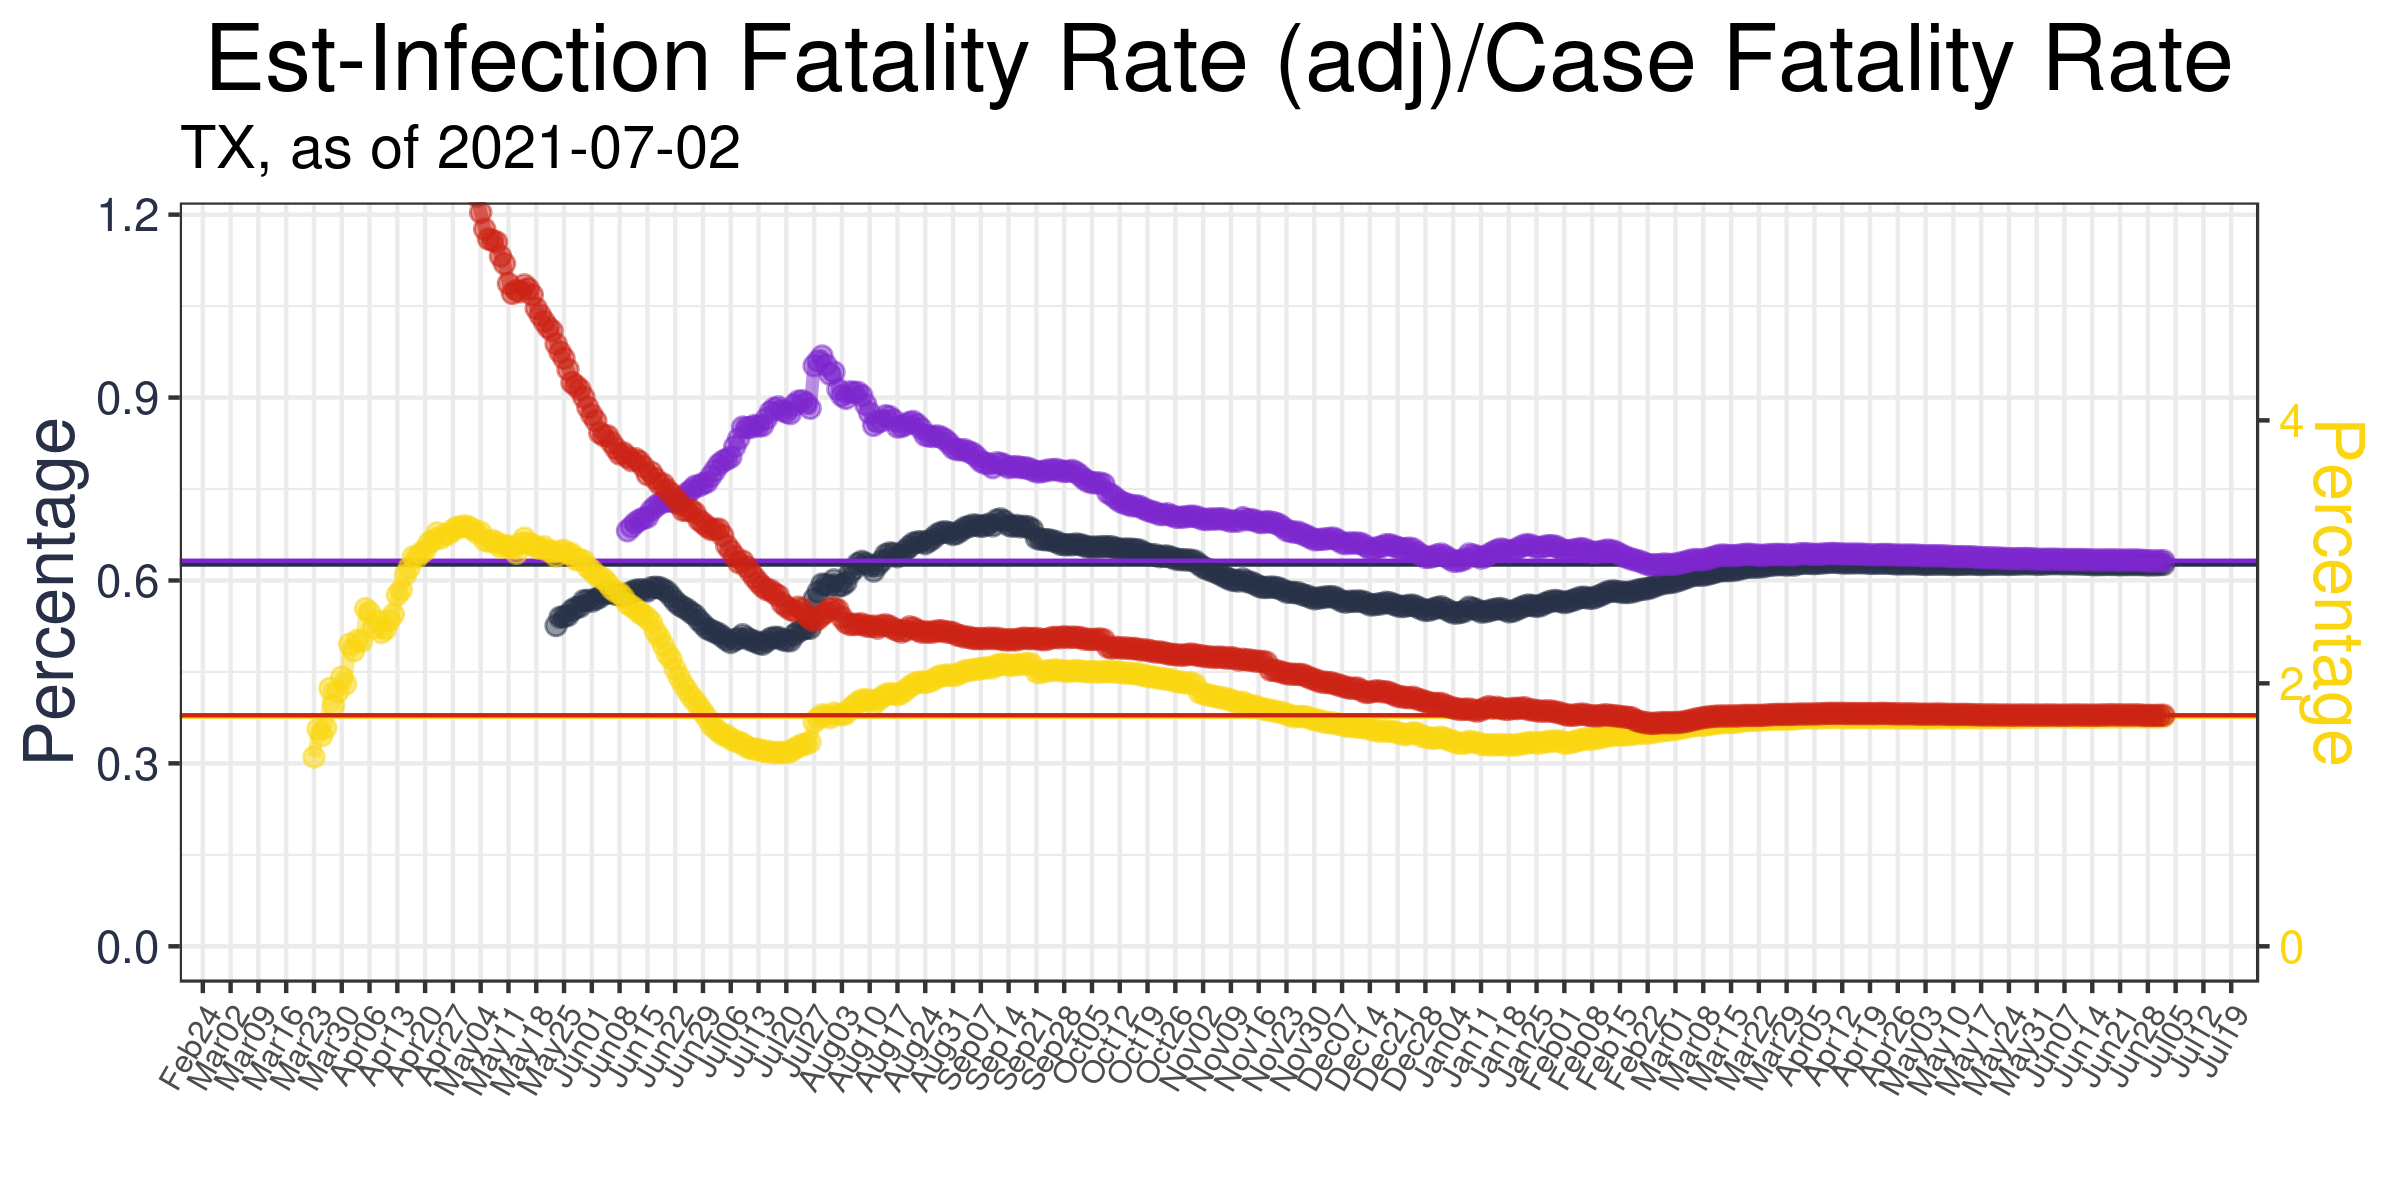 Est-Infection Fatality Rate (adj)/Case Fatality Rate
TX, as of 2021-07-02
Percentage
1.2
0.9
0.6
0.3
0.0
Percentage
4
2
0
Feb24
Mar02
Mar09
Mar16
Mar23
Mar30
Apr06
Apr13
Apr20
Apr27
May04
May11
May18
May25
Jun01
Jun08
Jun15
Jun22
Jun29
Jul06
Jul13
Jul20
Jul27
Aug03
Aug10
Aug17
Aug24
Aug31
Sep07
Sep14
Sep21
Sep28
Oct05
Oct12
Oct19
Oct26
Nov02
Nov09
Nov16
Nov23
Nov30
Dec07
Dec14
Dec21
Dec28
Jan04
Jan11
Jan18
Jan25
Feb01
Feb08
Feb15
Feb22
Mar01
Mar08
Mar15
Mar22
Mar29
Apr05
Apr12
Apr19
Apr26
May03
May10
May17
May24
May31
Jun07
Jun14
Jun21
Jun28
Jul05
Jul12
Jul19